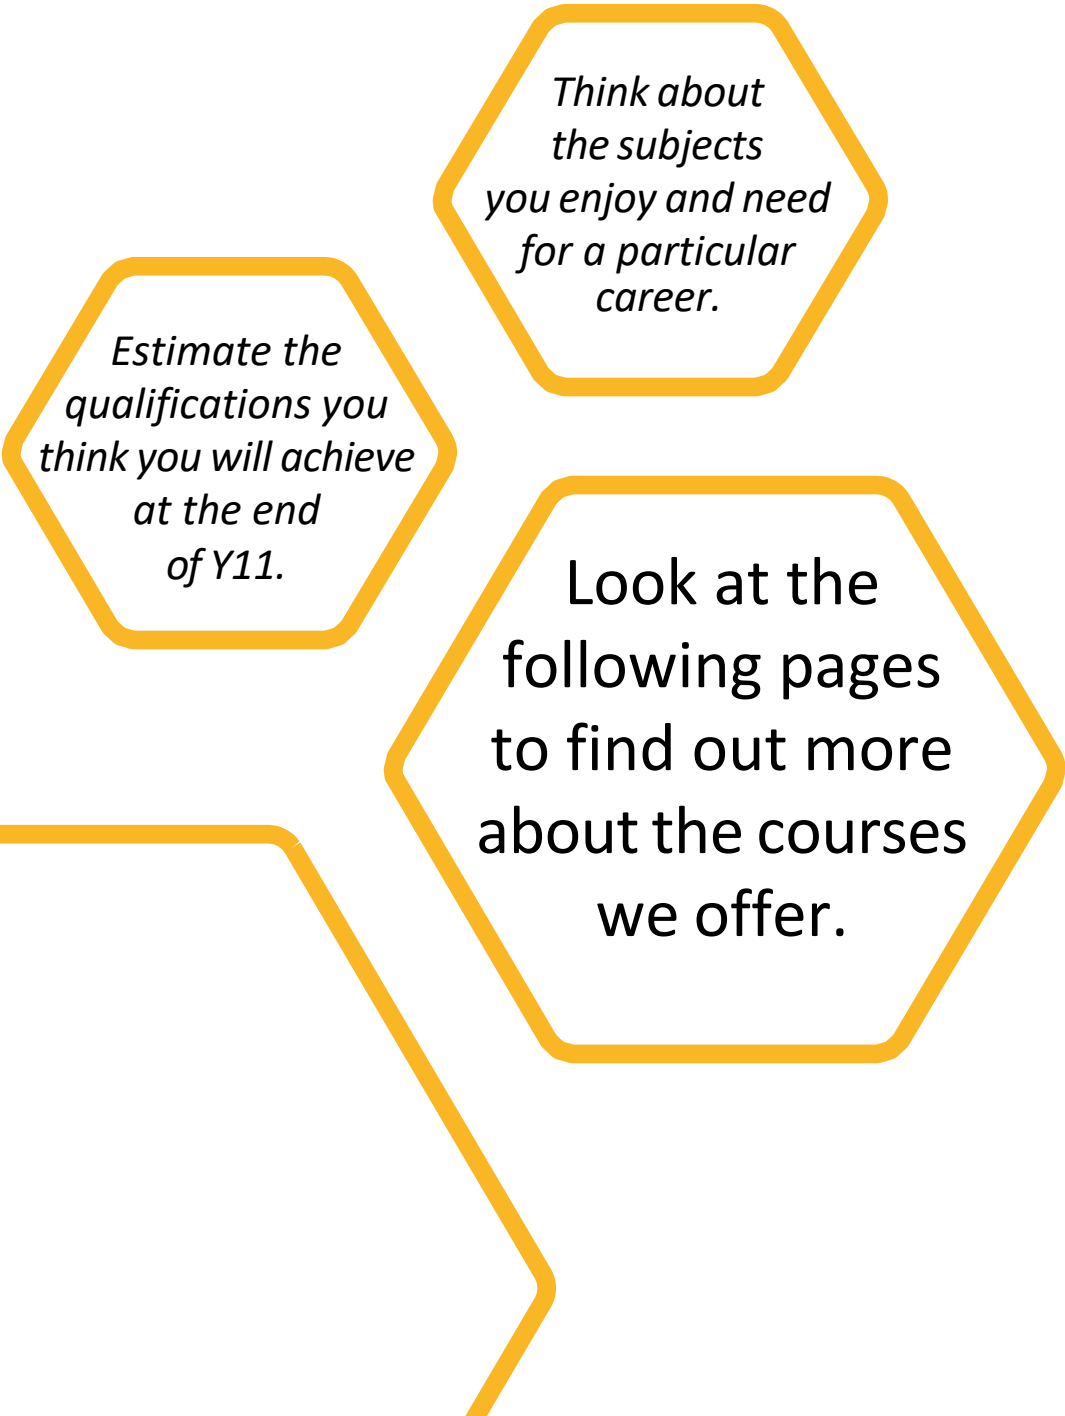 Think about
the subjects
you enjoy and need
for a particular
career.
Estimate the
qualifications you
think you will achieve
at the end
of Y11.
Look at the
following pages
to find out more
about the courses
we offer.